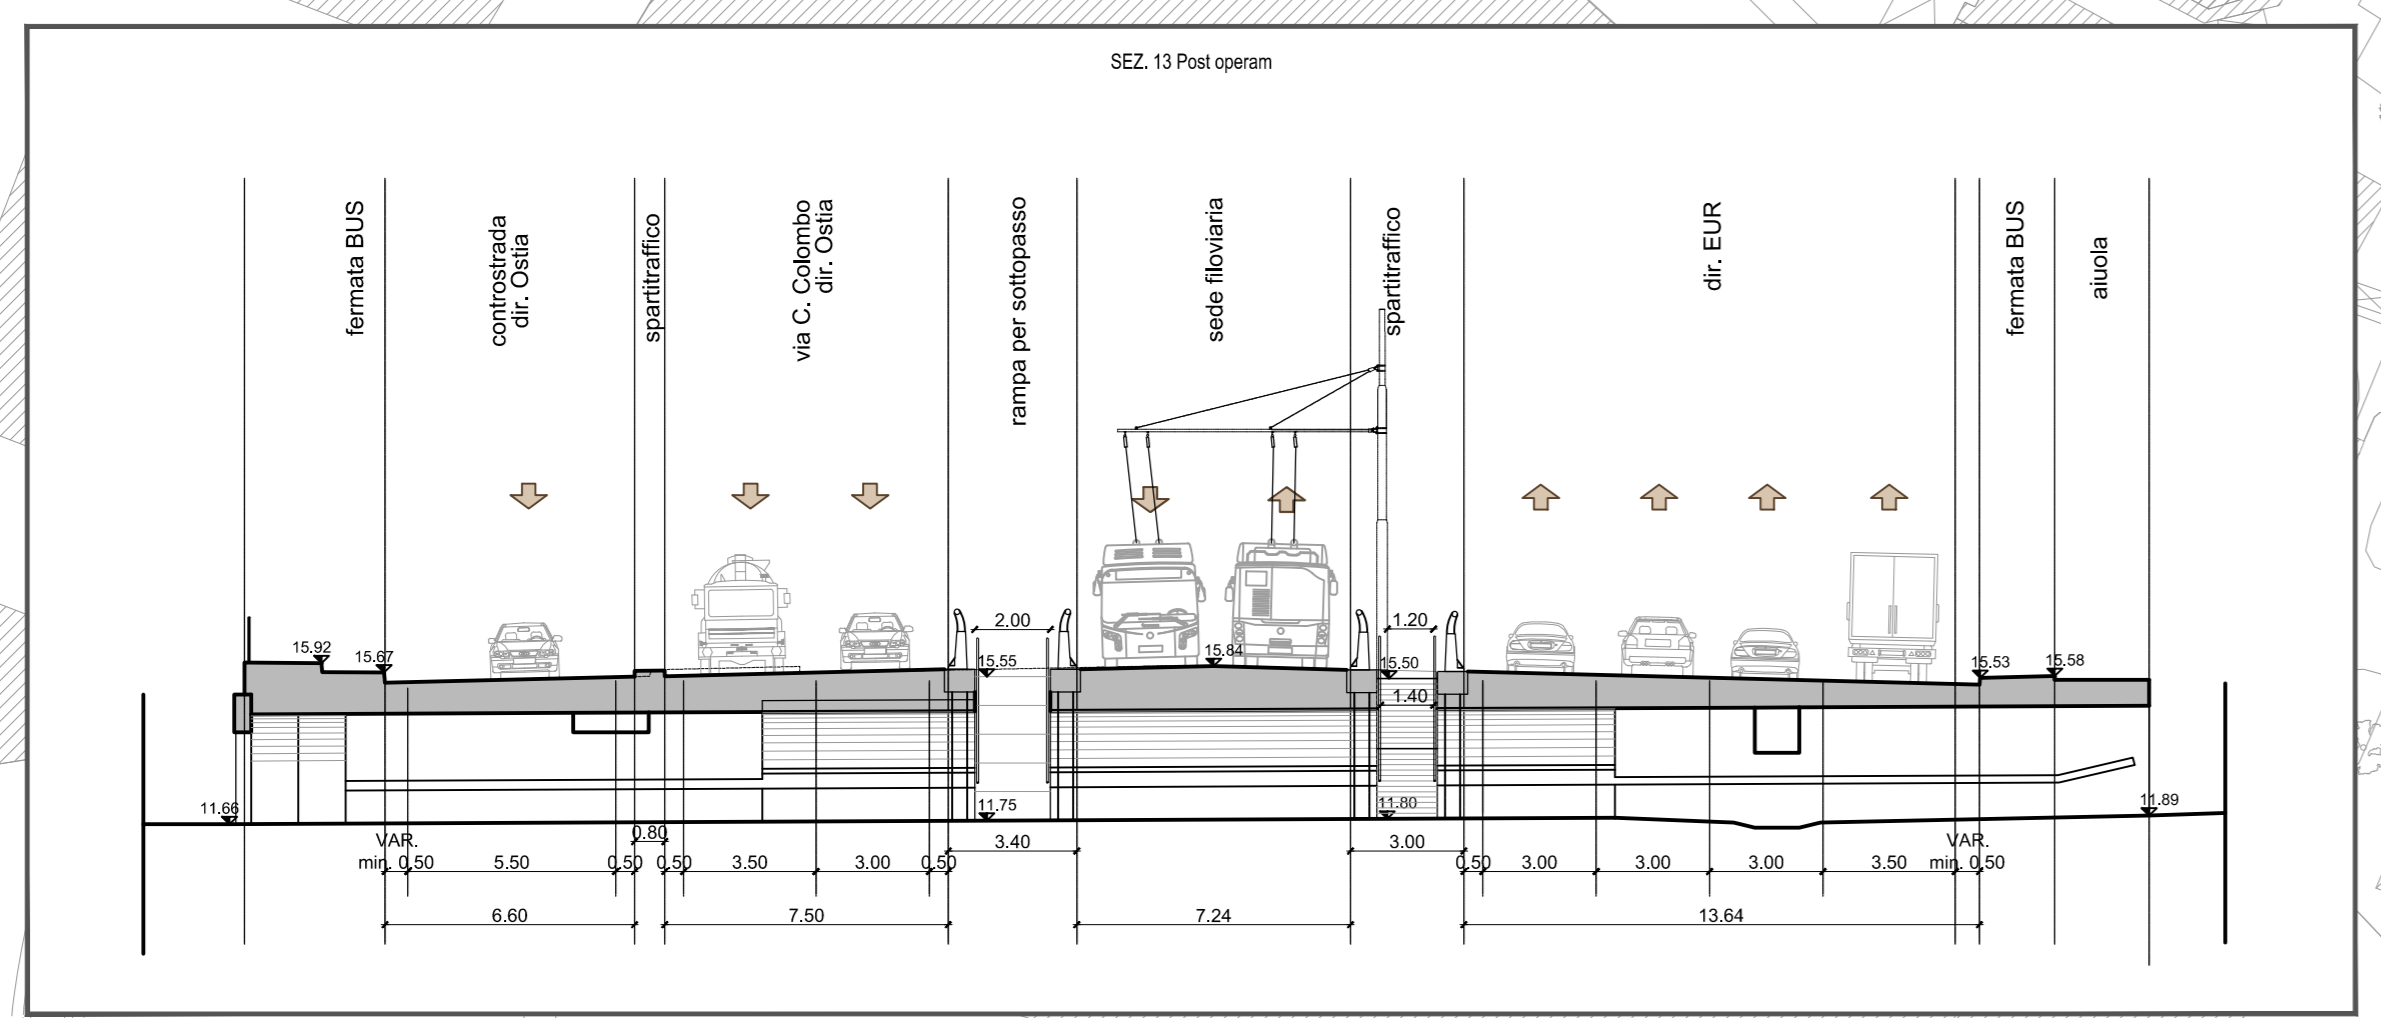 SEZ. 13 Post operam
fermata BUS
controstrada
dir. Ostia
spartitraffico
via C. Colombo
dir. Ostia
rampa per sottopasso
sede filoviaria
spartitraffico
dir. EUR
fermata BUS
aiuola
2.00
1.20
15.92
15.67
15.55
15.84
15.50
15.53
15.58
1.40
11.66
11.75
11.80
11.89
VAR.
min. 0.50
5.50
0.50
0.80
0.50
3.50
3.00
0.50
3.40
3.00
0.50
3.00
3.00
3.00
3.50
VAR.
min. 0.50
6.60
7.50
7.24
13.64